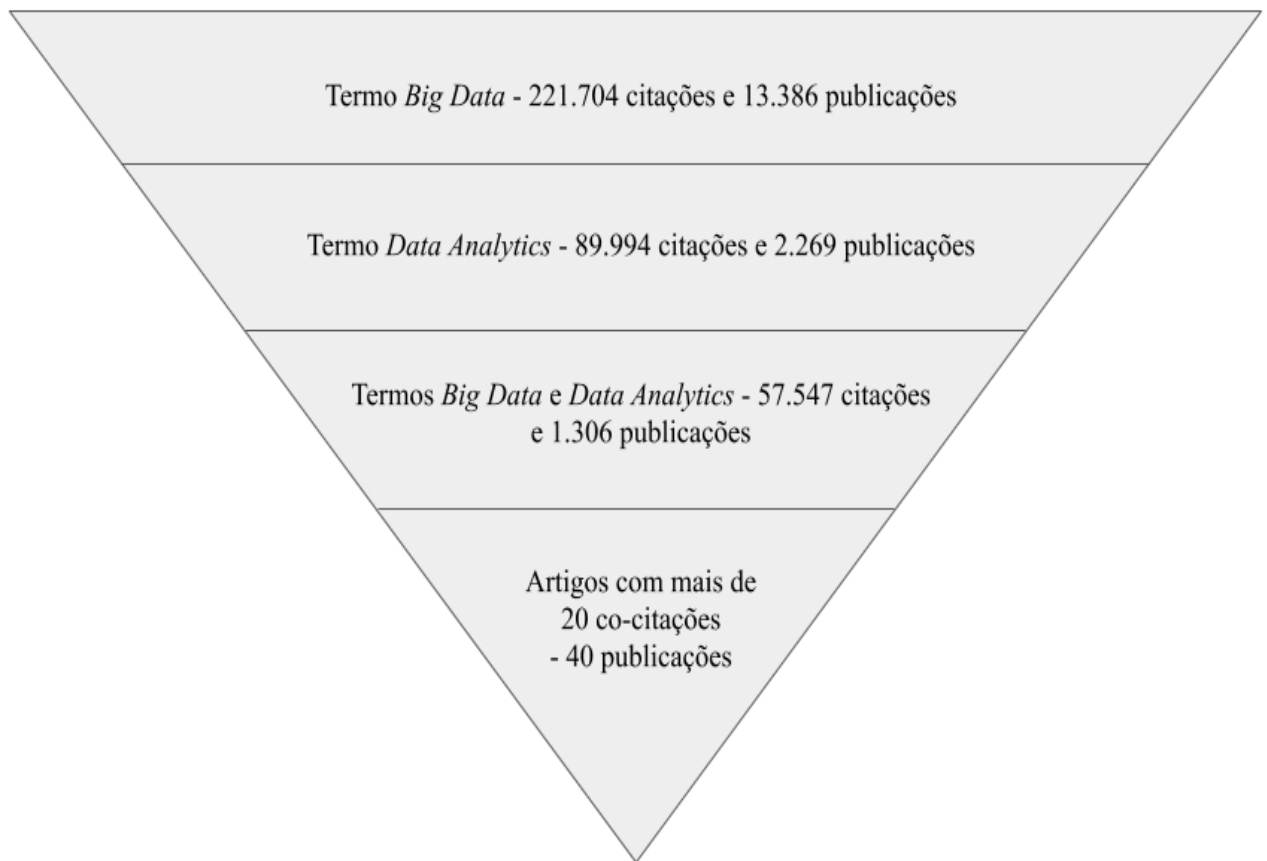 Termo Big Data - 221.704 citações e 13.386 publicações
Termo Data Analytics - 89.994 citações e 2.269 publicações
Termos Big Data e Data Analytics - 57.547 citações
e 1.306 publicações
Artigos com mais de
20 co-citações
- 40 publicações